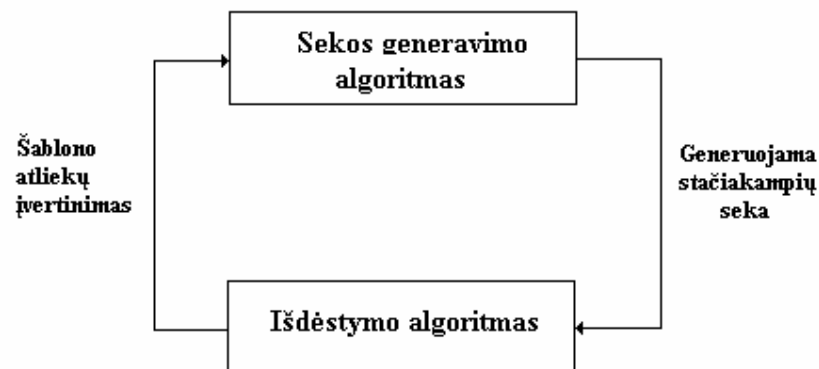 Sekos generavimo
algoritmas
Šablono
atliekų
įvertinimas
Generuojama
stačiakampių
seka
Išdėstymo algoritmas